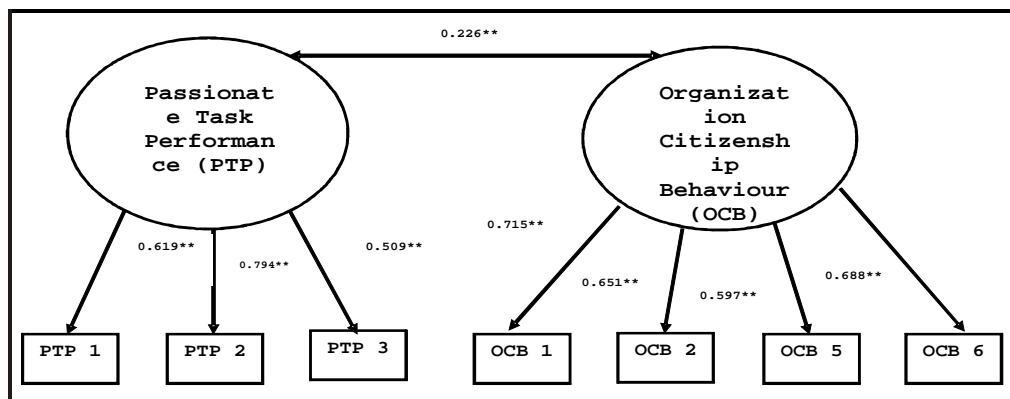 0.226**
Passionat
e Task
Performan
ce (PTP)
Organizat
ion
Citizensh
ip
Behaviour
(OCB)
0.619**
0.794**
0.509**
0.715**
0.651**
0.597**
0.688**
PTP 1
PTP 2
PTP 3
OCB 1
OCB 2
OCB 5
OCB 6